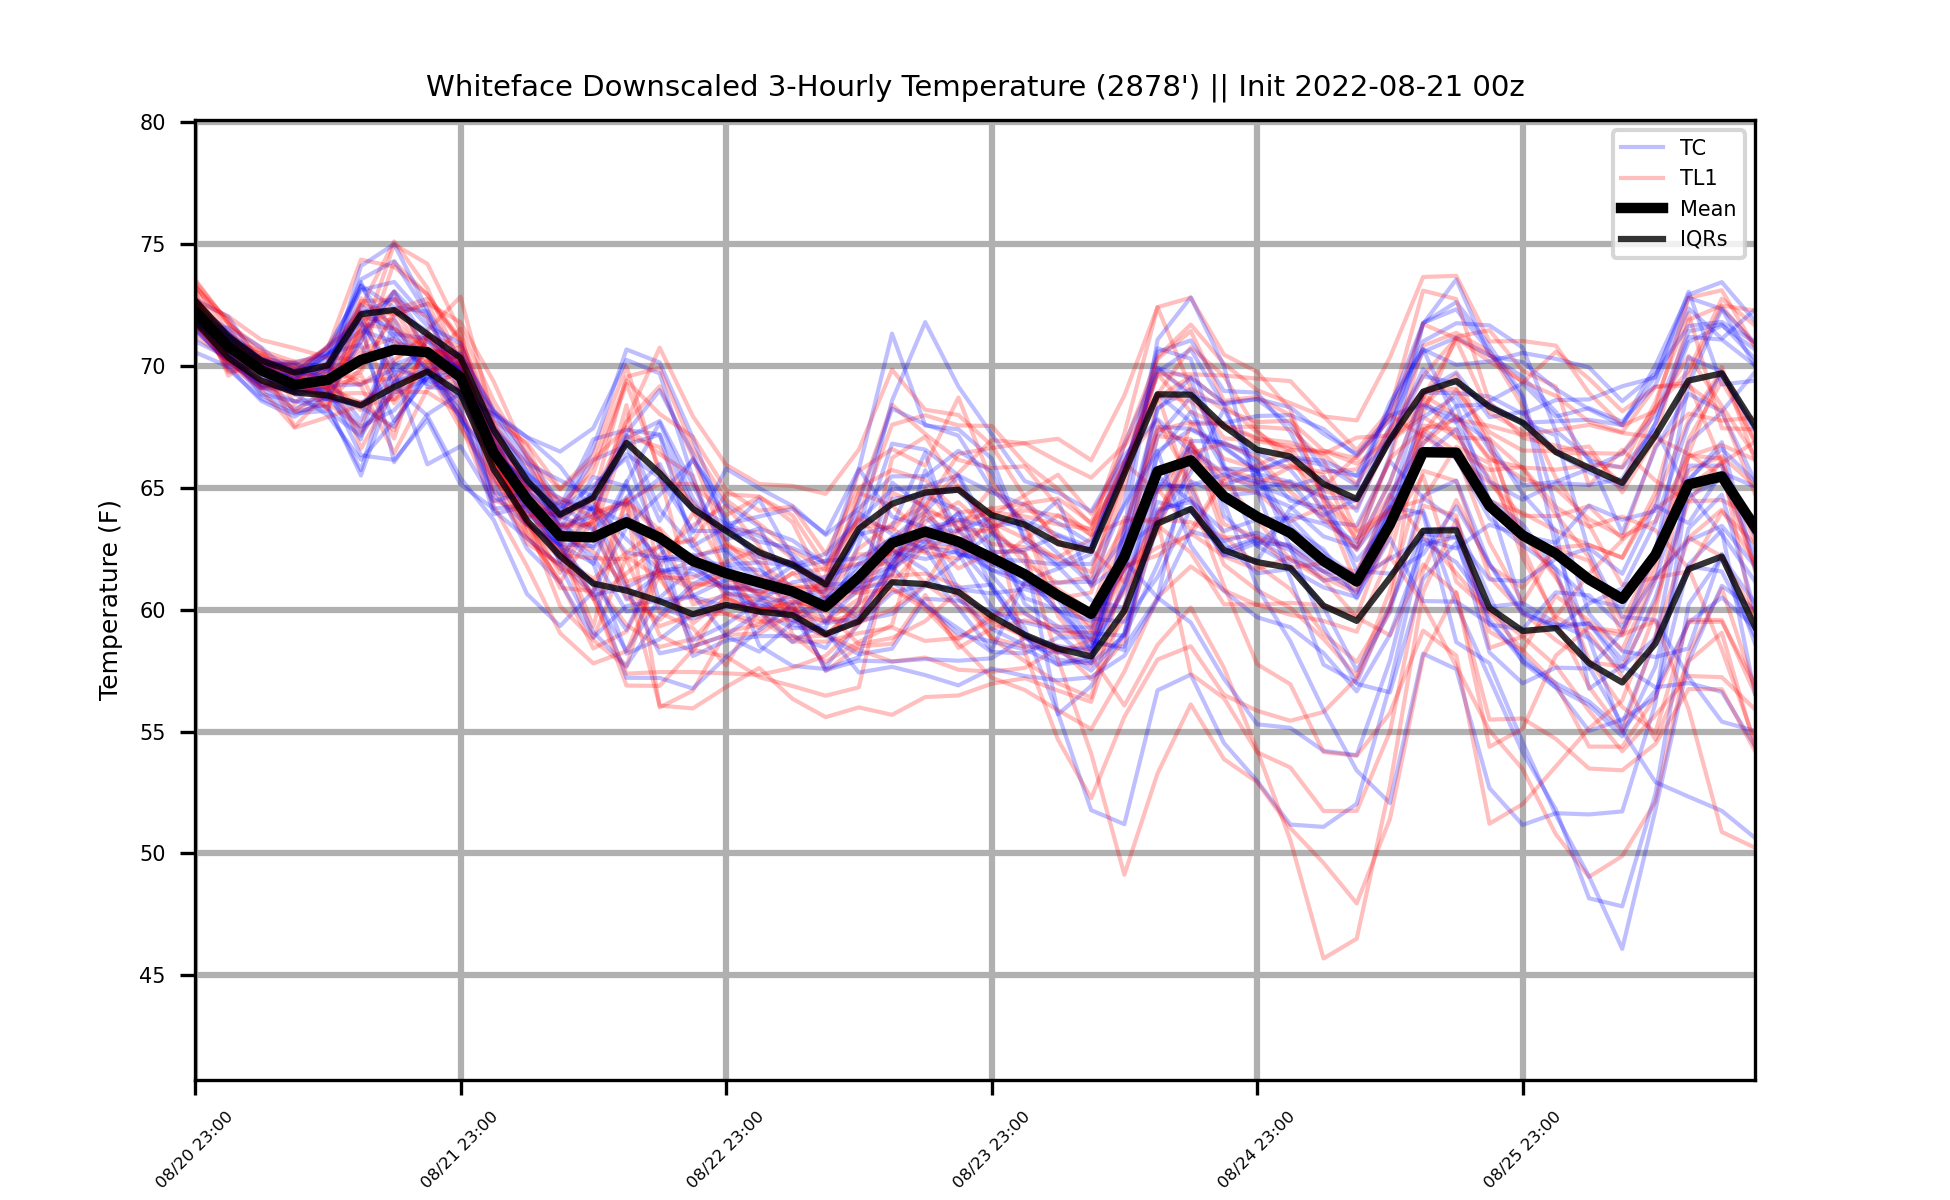 Whiteface Downscaled 3-Hourly Temperature (2878') || Init 2022-08-21 00z
80
75
70
65
60
55
50
45
Temperature (F)
TC
TL1
Mean
IQRs
08/20 23:00
08/21 23:00
08/22 23:00
08/23 23:00
08/24 23:00
08/25 23:00